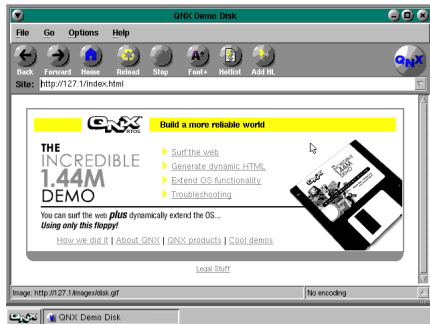 QNX Demo Disk
File Go Options Help
Back Forward Home Reload Stop Font+ Hotlist Add HL
QNX
Site: http://127.1/index.html
QNX
RTOS
Build a more reliable world
THE
INCREDIBLE
1.44M
DEMO
Surf the web
Generate dynamic HTML
Extend OS functionality
Troubleshooting
You can surf the web plus dynamically extend the OS...
Using only this floppy!
How we did it | About QNX | QNX products | Cool demos
Legal Stuff
Image: http://127.1/images/disk.gif No encoding
QNX QNX Demo Disk